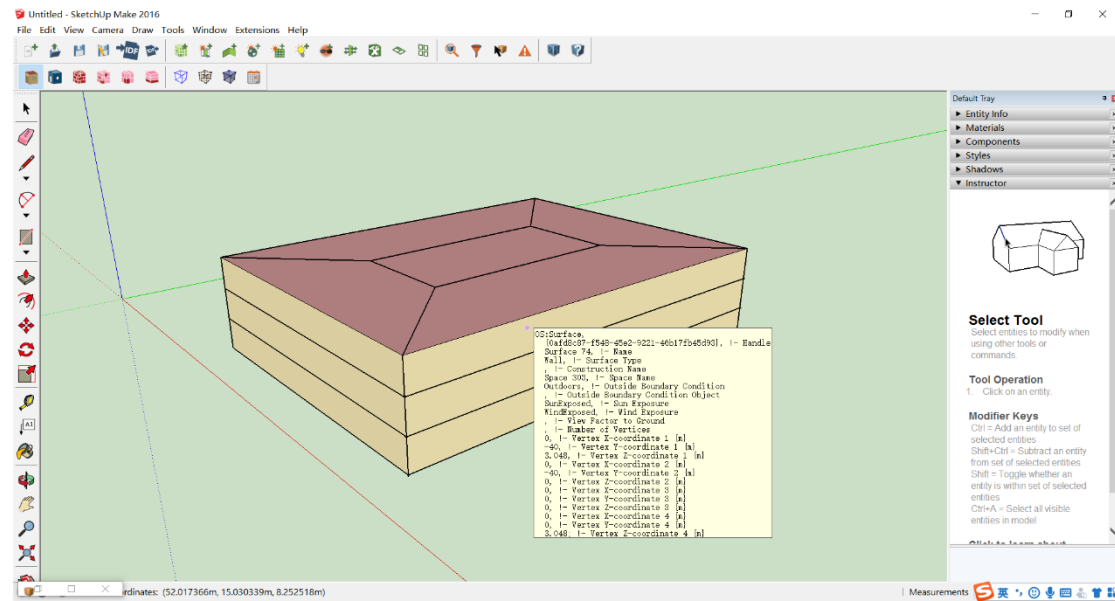 Untitled - SketchUp Make 2016
File Edit View Camera Draw Tools Window Extensions Help
IDF
Default Tray
Entity Info
Materials
Components
Styles
Shadows
Instructor
A1
OS:Surface,
{0afd8c87-f548-45e2-9221-46b17fb45d93}, !- Handle
Surface 74, !- Name
Wall, !- Surface Type
, !- Construction Name
Space 303, !- Space Name
Outdoors, !- Outside Boundary Condition
, !- Outside Boundary Condition Object
SunExposed, !- Sun Exposure
WindExposed, !- Wind Exposure
, !- View Factor to Ground
, !- Number of Vertices
0, !- Vertex X-coordinate 1 {m}
-40, !- Vertex Y-coordinate 1 {m}
3.048, !- Vertex Z-coordinate 1 {m}
0, !- Vertex X-coordinate 2 {m}
-40, !- Vertex Y-coordinate 2 {m}
0, !- Vertex Z-coordinate 2 {m}
0, !- Vertex X-coordinate 3 {m}
0, !- Vertex Y-coordinate 3 {m}
0, !- Vertex Z-coordinate 3 {m}
0, !- Vertex X-coordinate 4 {m}
0, !- Vertex Y-coordinate 4 {m}
3.048; !- Vertex Z-coordinate 4 {m}
Select Tool
Select entities to modify when
using other tools or
commands.
Tool Operation
1. Click on an entity.
Modifier Keys
Ctrl = Add an entity to set of
selected entities
Shift+Ctrl = Subtract an entity
from set of selected entities
Shift = Toggle whether an
entity is within set of selected
entities
Ctrl+A = Select all visible
entities in model
rdinates: (52.017366m, 15.030339m, 8.252518m)
Measurements
英